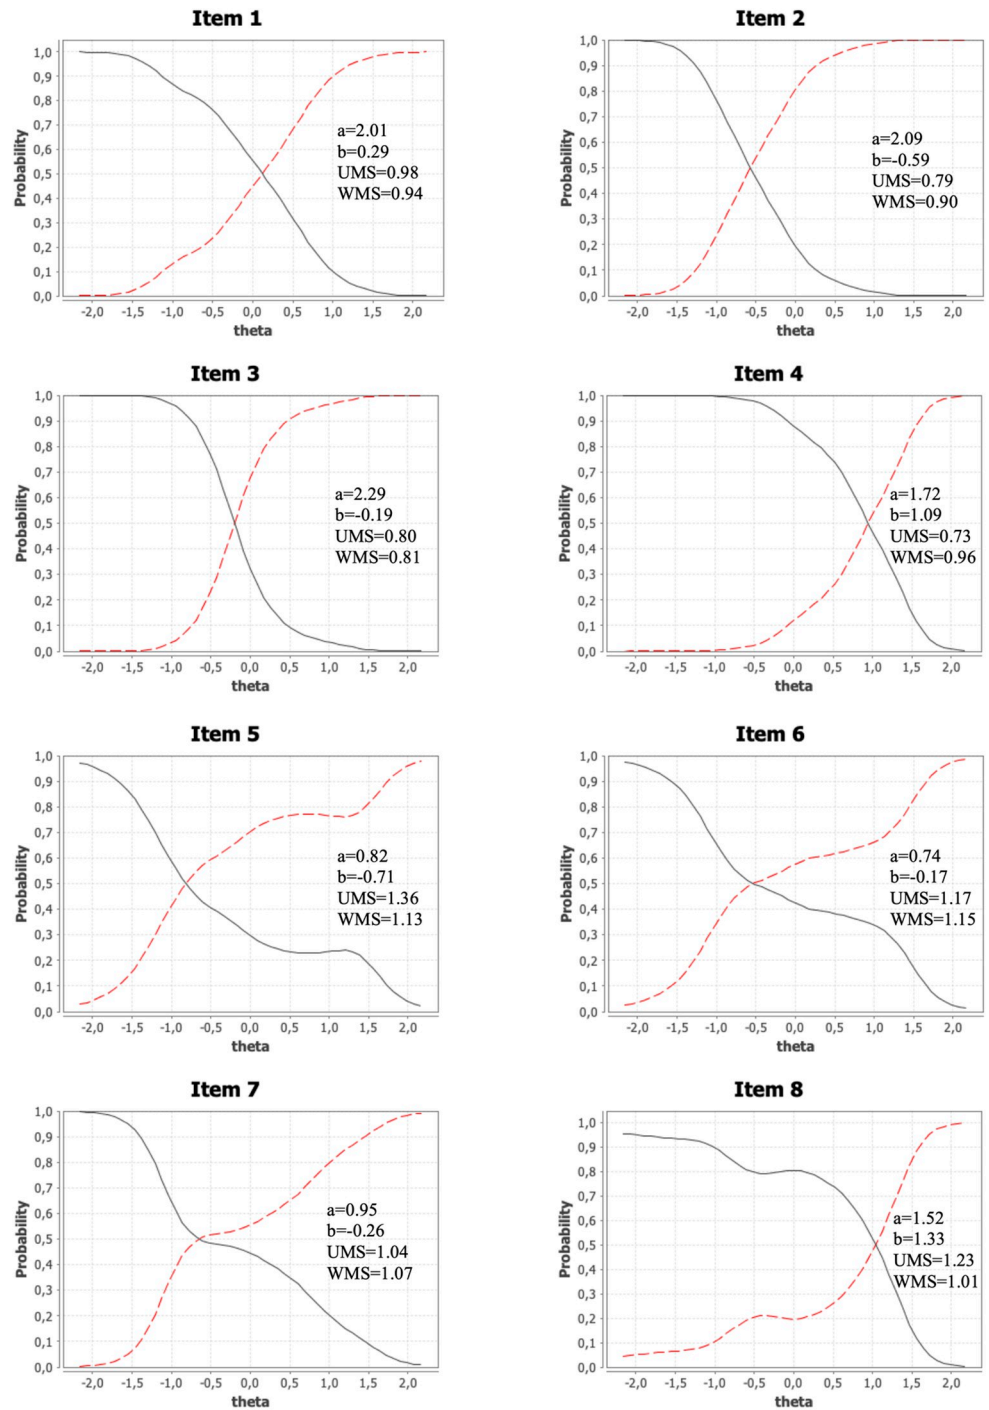 Item 1
1,0
0,9
0,8
0,7
0,6
0,5
0,4
0,3
0,2
0,1
0,0
Probability
a=2.01
b=0.29
UMS=0.98
WMS=0.94
-2,0 -1,5 -1,0 -0,5 0,0 0,5 1,0 1,5 2,0
theta
Item 2
1,0
0,9
0,8
0,7
0,6
0,5
0,4
0,3
0,2
0,1
0,0
Probability
a=2.09
b=-0.59
UMS=0.79
WMS=0.90
-2,0 -1,5 -1,0 -0,5 0,0 0,5 1,0 1,5 2,0
theta
Item 3
1,0
0,9
0,8
0,7
0,6
0,5
0,4
0,3
0,2
0,1
0,0
Probability
a=2.29
b=-0.19
UMS=0.80
WMS=0.81
-2,0 -1,5 -1,0 -0,5 0,0 0,5 1,0 1,5 2,0
theta
Item 4
1,0
0,9
0,8
0,7
0,6
0,5
0,4
0,3
0,2
0,1
0,0
Probability
a=1.72
b=1.09
UMS=0.73
WMS=0.96
-2,0 -1,5 -1,0 -0,5 0,0 0,5 1,0 1,5 2,0
theta
Item 5
1,0
0,9
0,8
0,7
0,6
0,5
0,4
0,3
0,2
0,1
0,0
Probability
a=0.82
b=-0.71
UMS=1.36
WMS=1.13
-2,0 -1,5 -1,0 -0,5 0,0 0,5 1,0 1,5 2,0
theta
Item 6
1,0
0,9
0,8
0,7
0,6
0,5
0,4
0,3
0,2
0,1
0,0
Probability
a=0.74
b=-0.17
UMS=1.17
WMS=1.15
-2,0 -1,5 -1,0 -0,5 0,0 0,5 1,0 1,5 2,0
theta
Item 7
1,0
0,9
0,8
0,7
0,6
0,5
0,4
0,3
0,2
0,1
0,0
Probability
a=0.95
b=-0.26
UMS=1.04
WMS=1.07
-2,0 -1,5 -1,0 -0,5 0,0 0,5 1,0 1,5 2,0
theta
Item 8
1,0
0,9
0,8
0,7
0,6
0,5
0,4
0,3
0,2
0,1
0,0
Probability
a=1.52
b=1.33
UMS=1.23
WMS=1.01
-2,0 -1,5 -1,0 -0,5 0,0 0,5 1,0 1,5 2,0
theta